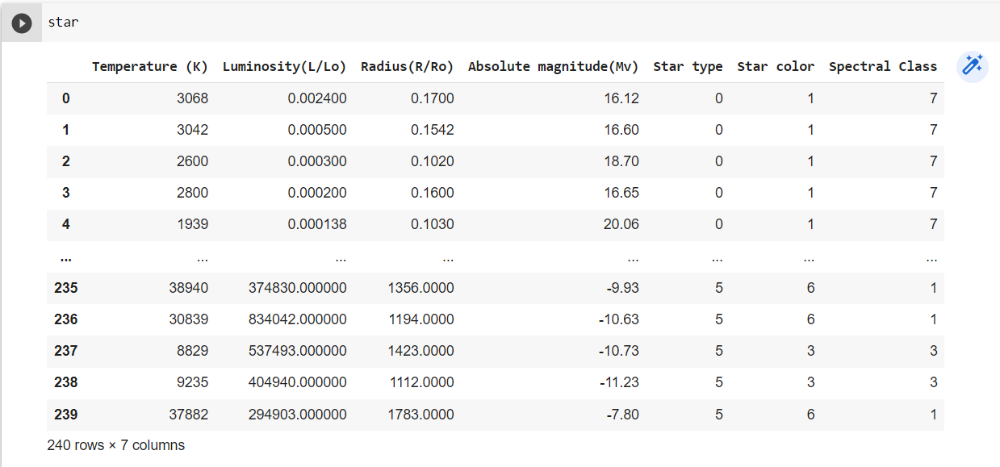 star
Temperature (K) Luminosity(L/Lo) Radius(R/Ro) Absolute magnitude(Mv) Star type Star color Spectral Class
0 3068 0.002400 0.1700 16.12 0 1 7
1 3042 0.000500 0.1542 16.60 0 1 7
2 2600 0.000300 0.1020 18.70 0 1 7
3 2800 0.000200 0.1600 16.65 0 1 7
4 1939 0.000138 0.1030 20.06 0 1 7
... ... ... ... ... ... ... ...
235 38940 374830.000000 1356.0000 -9.93 5 6 1
236 30839 834042.000000 1194.0000 -10.63 5 6 1
237 8829 537493.000000 1423.0000 -10.73 5 3 3
238 9235 404940.000000 1112.0000 -11.23 5 3 3
239 37882 294903.000000 1783.0000 -7.80 5 6 1
240 rows × 7 columns